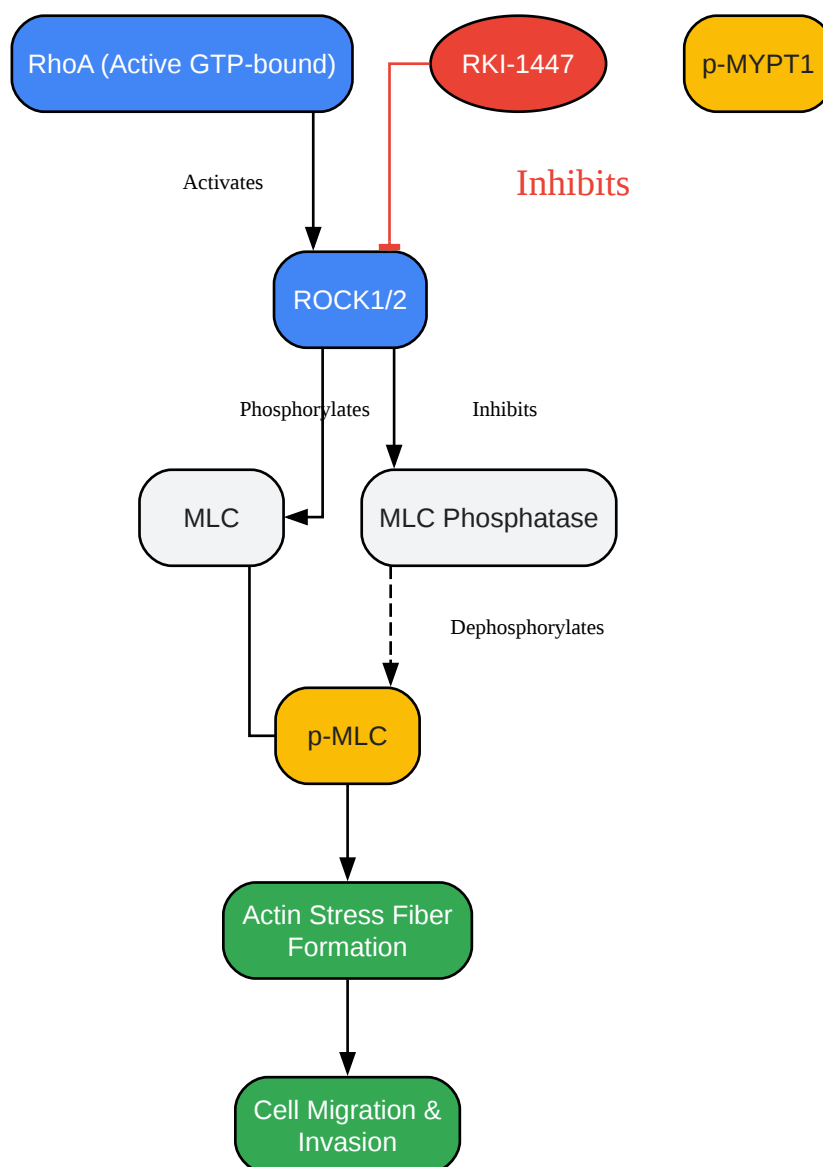 RhoA (Active GTP-bound)
RKI-1447
p-MYPT1
Activates
Inhibits
ROCK1/2
Phosphorylates
Inhibits
MLC
MLC Phosphatase
Dephosphorylates
p-MLC
Actin Stress Fiber
Formation
Cell Migration &
Invasion